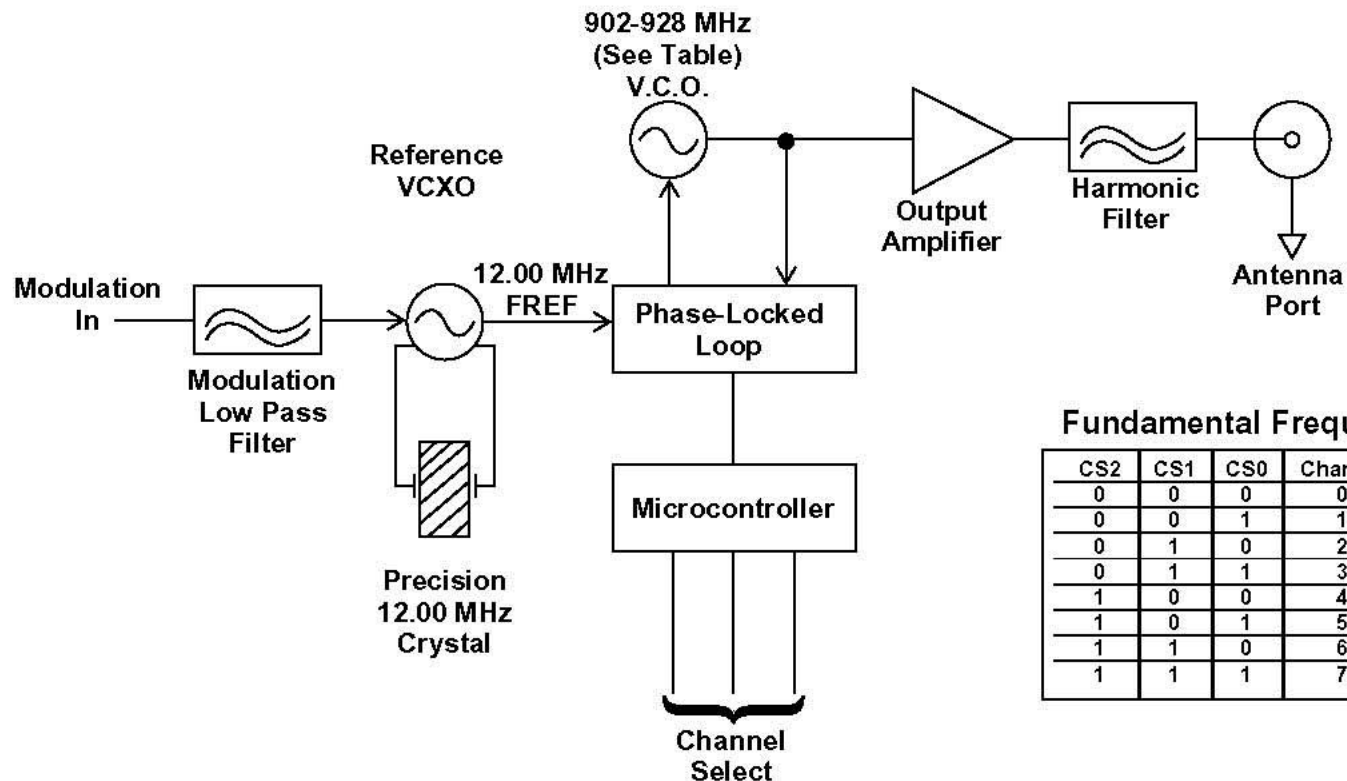 902-928 MHz
(See Table)
V.C.O.
Reference
VCXO
Output
Amplifier
Harmonic
Filter
Antenna
Port
Modulation
In
12.00 MHz
FREF
Phase-Locked
Loop
Modulation
Low Pass
Filter
Precision
12.00 MHz
Crystal
Microcontroller
Channel
Select
Fundamental Frequ
CS2 CS1 CS0 Chan
0 0 0 0
0 0 1 1
0 1 0 2
0 1 1 3
1 0 0 4
1 0 1 5
1 1 0 6
1 1 1 7